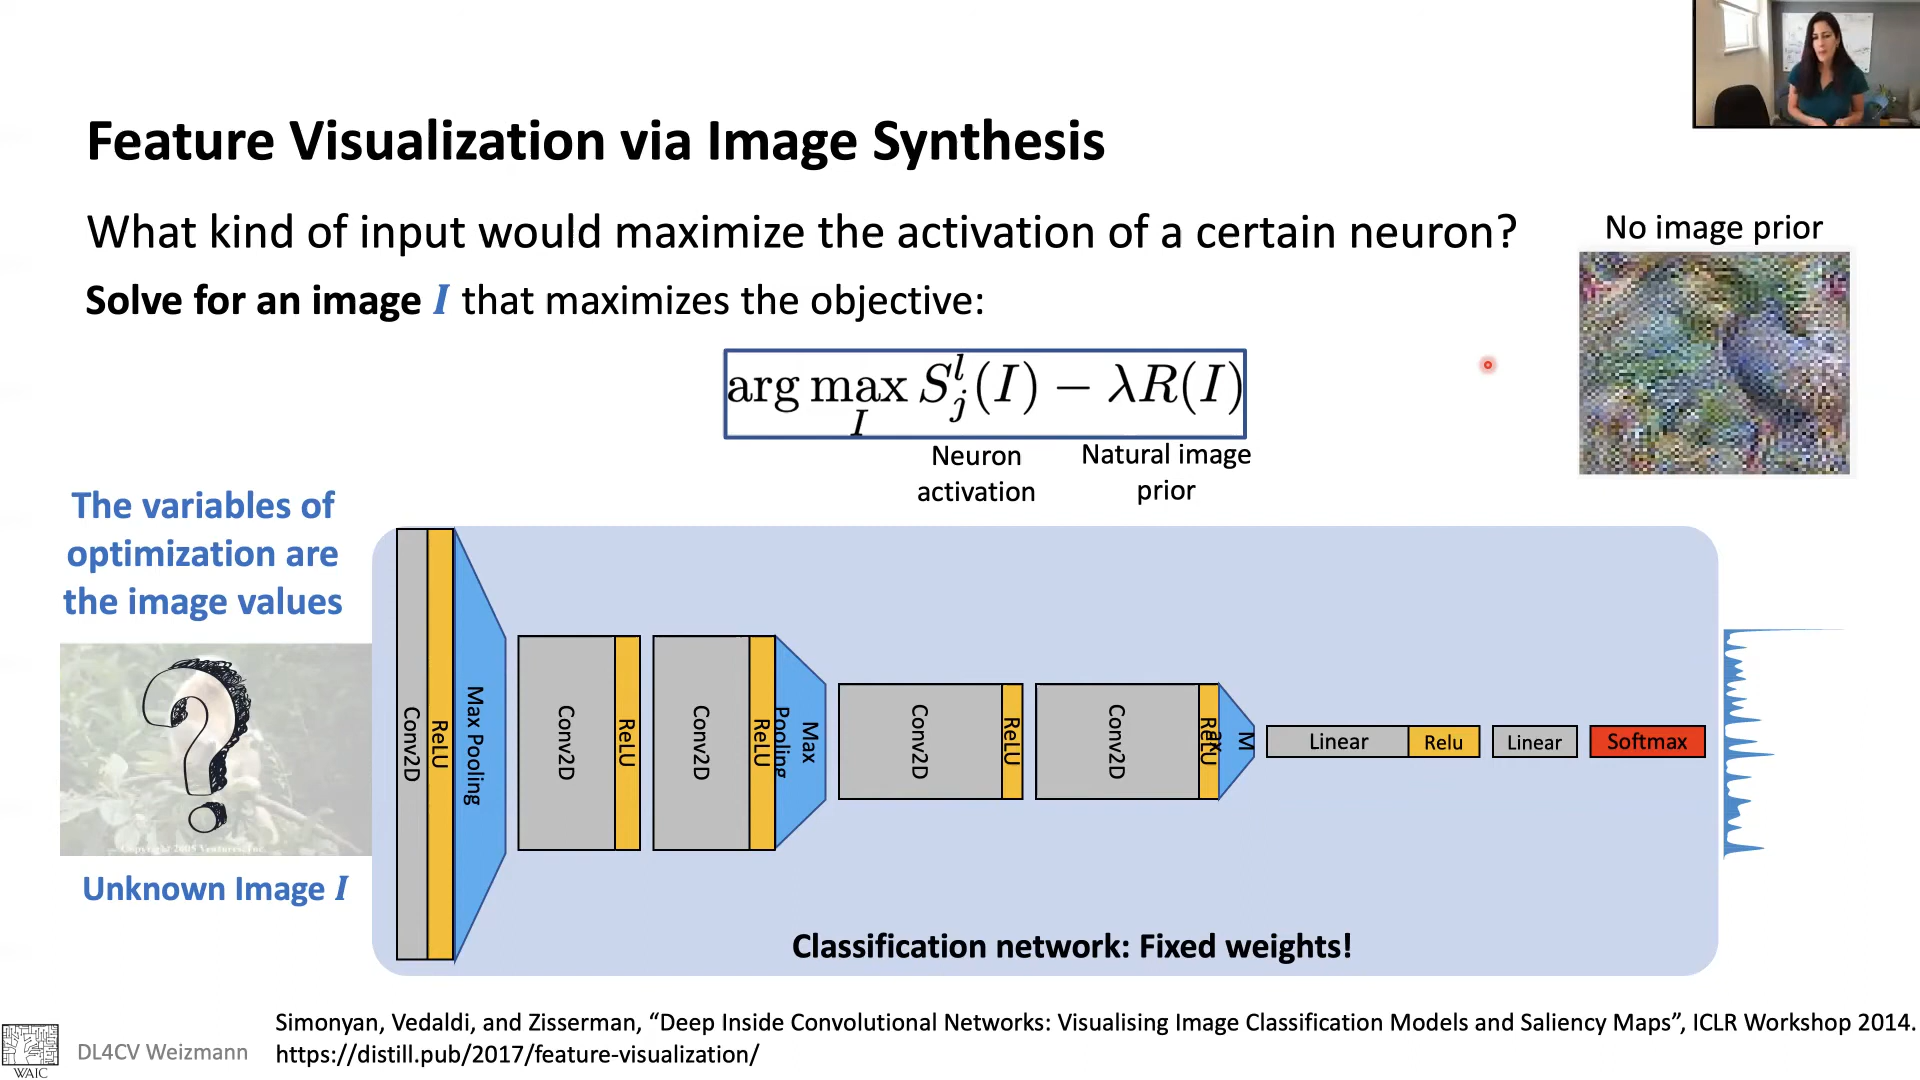 Feature Visualization via Image Synthesis
What kind of input would maximize the activation of a certain neuron?
No image prior
Solve for an image I that maximizes the objective:
arg max S_j^l(I) − λR(I)
I
Neuron
activation
Natural image
prior
The variables of
optimization are
the image values
Unknown Image I
Copyright 2005 Ventures, Inc.
Conv2D
ReLU
Max Pooling
Conv2D
ReLU
Conv2D
ReLU
Max
Pooling
Conv2D
ReLU
Conv2D
ReLU
M
ax
Linear
Relu
Linear
Softmax
Classification network: Fixed weights!
Simonyan, Vedaldi, and Zisserman, “Deep Inside Convolutional Networks: Visualising Image Classification Models and Saliency Maps”, ICLR Workshop 2014.
https://distill.pub/2017/feature-visualization/
WAIC
DL4CV Weizmann